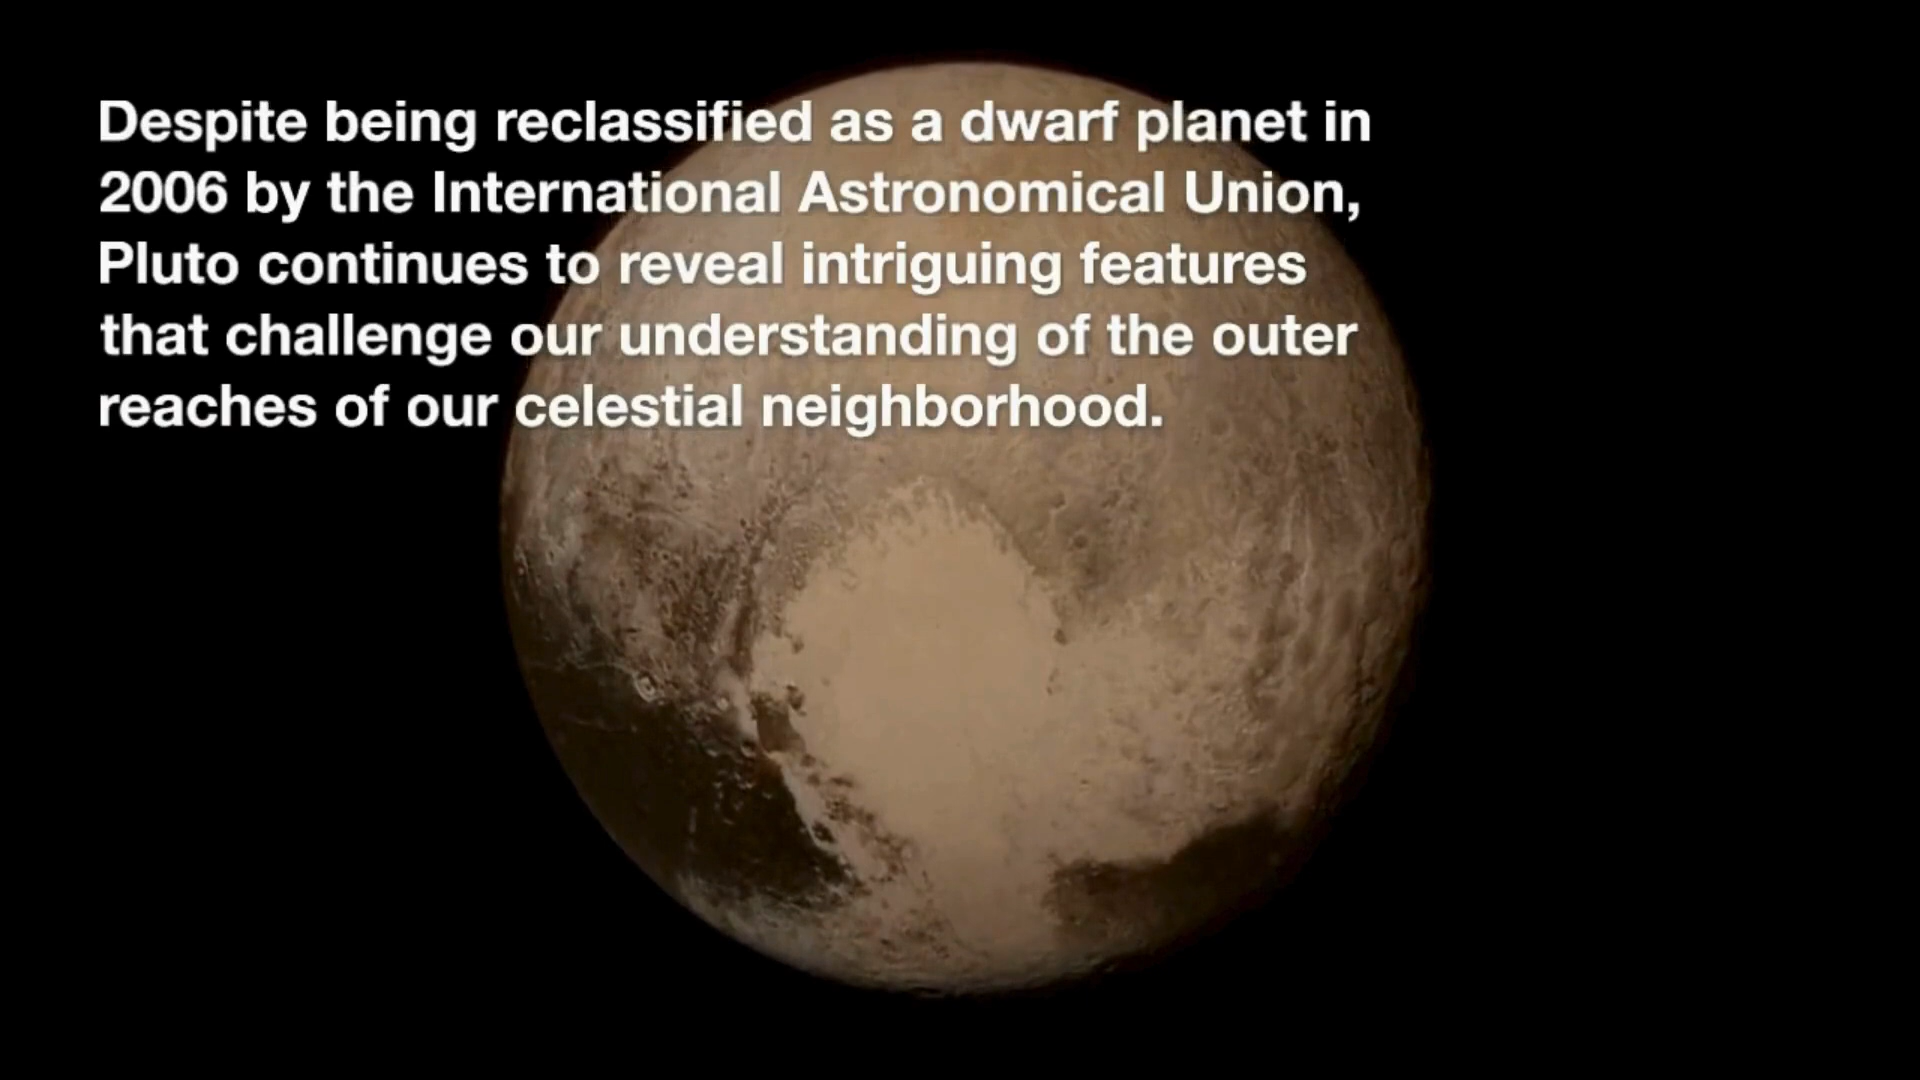 Despite being reclassified as a dwarf planet in
2006 by the International Astronomical Union,
Pluto continues to reveal intriguing features
that challenge our understanding of the outer
reaches of our celestial neighborhood.